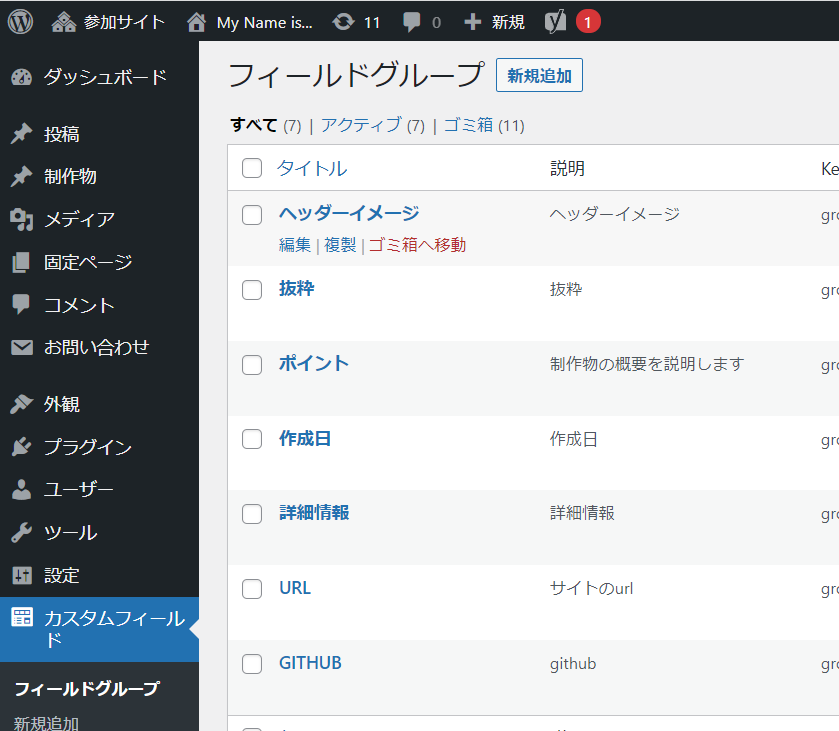 参加サイト My Name is... 11 0 新規 1
ダッシュボード
投稿
制作物
メディア
固定ページ
コメント
お問い合わせ
外観
プラグイン
ユーザー
ツール
設定
カスタムフィール
ド
フィールドグループ
新規追加
フィールドグループ 新規追加
すべて (7) | アクティブ (7) | ゴミ箱 (11)
タイトル 説明 Ke
ヘッダーイメージ ヘッダーイメージ gro
編集 | 複製 | ゴミ箱へ移動
抜粋 抜粋 gro
ポイント 制作物の概要を説明します gro
作成日 作成日 gro
詳細情報 詳細情報 gro
URL サイトのurl gro
GITHUB github gro